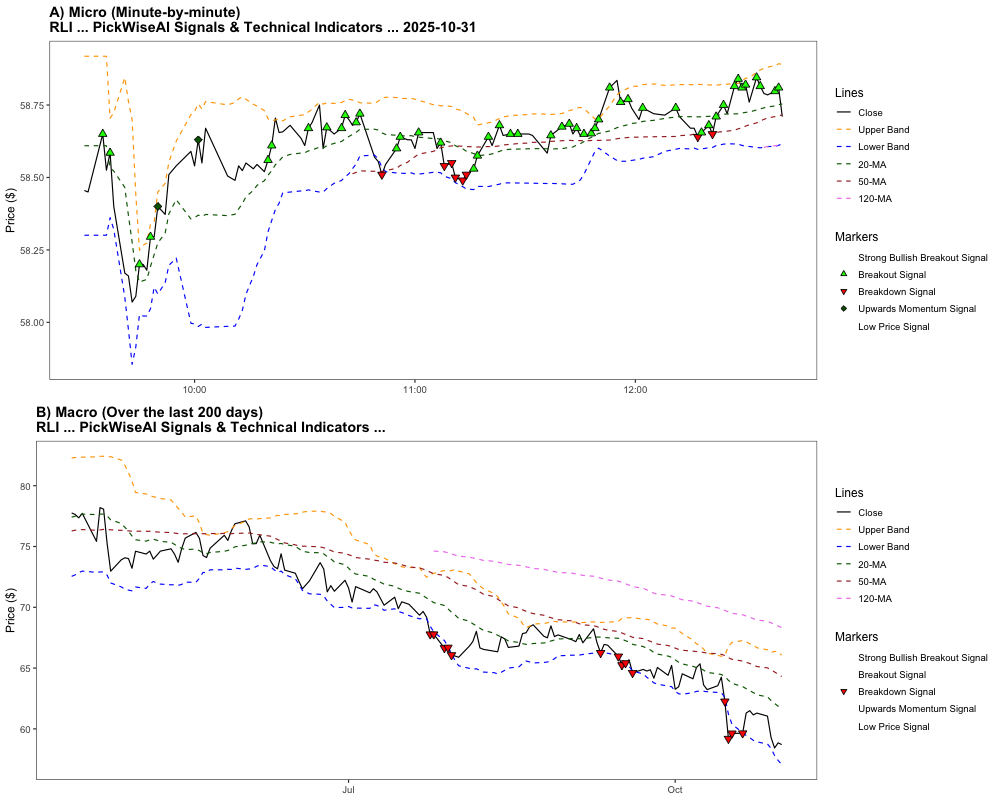 A) Micro (Minute-by-minute)
RLI ... PickWiseAI Signals & Technical Indicators ... 2025-10-31
Price ($)
58.75
58.50
58.25
58.00
10:00
11:00
12:00
Lines
Close
Upper Band
Lower Band
20-MA
50-MA
120-MA
Markers
Strong Bullish Breakout Signal
Breakout Signal
Breakdown Signal
Upwards Momentum Signal
Low Price Signal
B) Macro (Over the last 200 days)
RLI ... PickWiseAI Signals & Technical Indicators ...
Price ($)
80
75
70
65
60
Jul
Oct
Lines
Close
Upper Band
Lower Band
20-MA
50-MA
120-MA
Markers
Strong Bullish Breakout Signal
Breakout Signal
Breakdown Signal
Upwards Momentum Signal
Low Price Signal